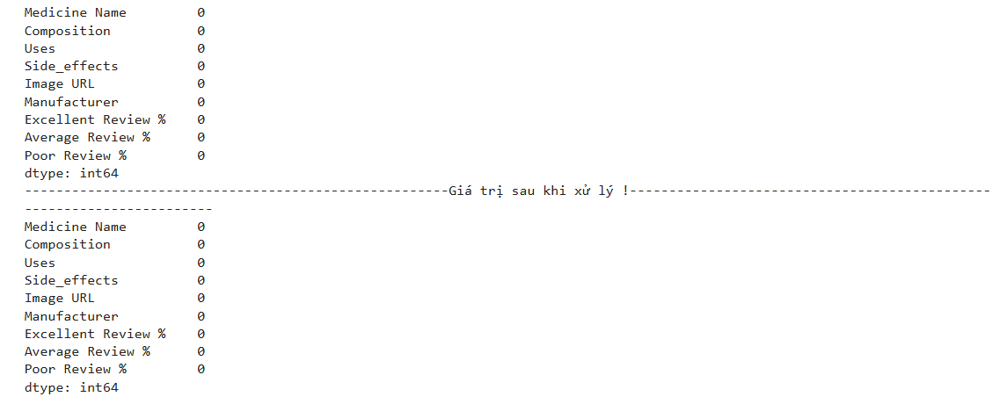 Medicine Name 0
Composition 0
Uses 0
Side_effects 0
Image URL 0
Manufacturer 0
Excellent Review % 0
Average Review % 0
Poor Review % 0
dtype: int64
------------------------------------------------------Giá trị sau khi xử lý !----------------------------------------------
------------------------
Medicine Name 0
Composition 0
Uses 0
Side_effects 0
Image URL 0
Manufacturer 0
Excellent Review % 0
Average Review % 0
Poor Review % 0
dtype: int64